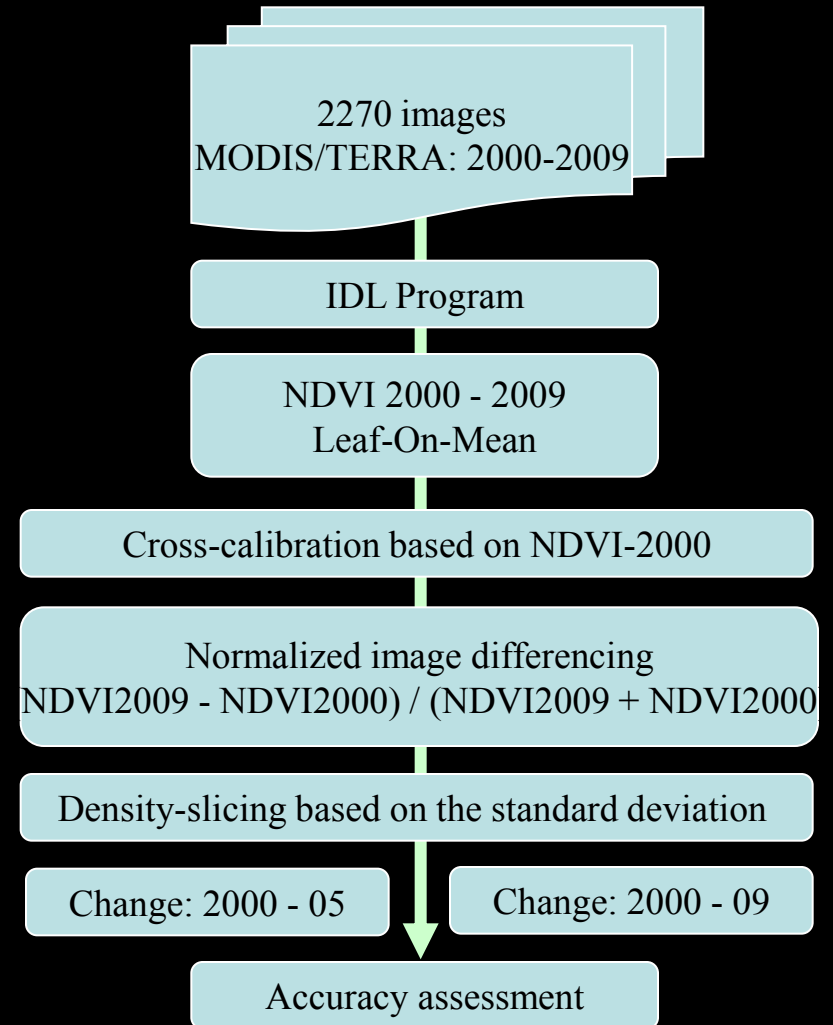 2270 images
MODIS/TERRA: 2000-2009
IDL Program
NDVI 2000 - 2009
Leaf-On-Mean
Cross-calibration based on NDVI-2000
Normalized image differencing
NDVI2009 - NDVI2000) / (NDVI2009 + NDVI2000
Density-slicing based on the standard deviation
Change: 2000 - 05
Change: 2000 - 09
Accuracy assessment